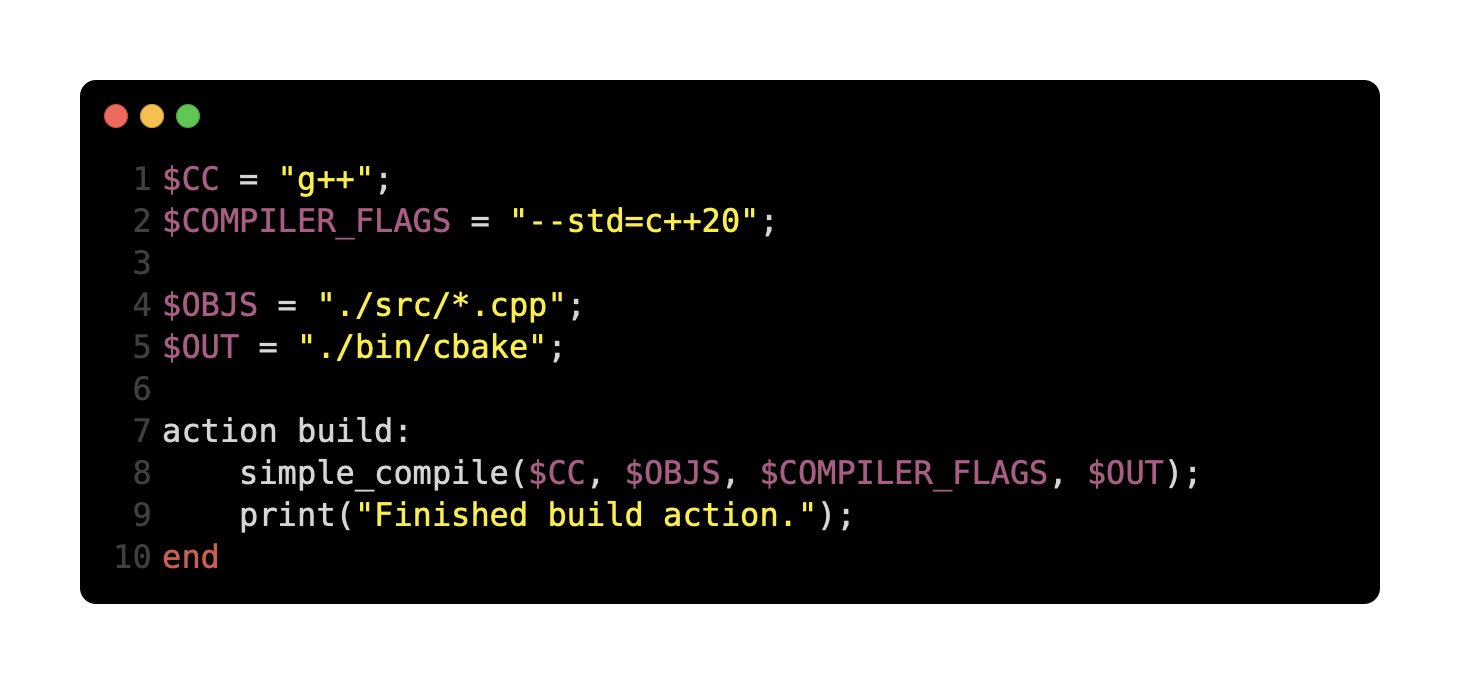 1 $CC = "g++";
2 $COMPILER_FLAGS = "--std=c++20";
3
4 $OBJS = "./src/*.cpp";
5 $OUT = "./bin/cbake";
6
7 action build:
8     simple_compile($CC, $OBJS, $COMPILER_FLAGS, $OUT);
9     print("Finished build action.");
10 end